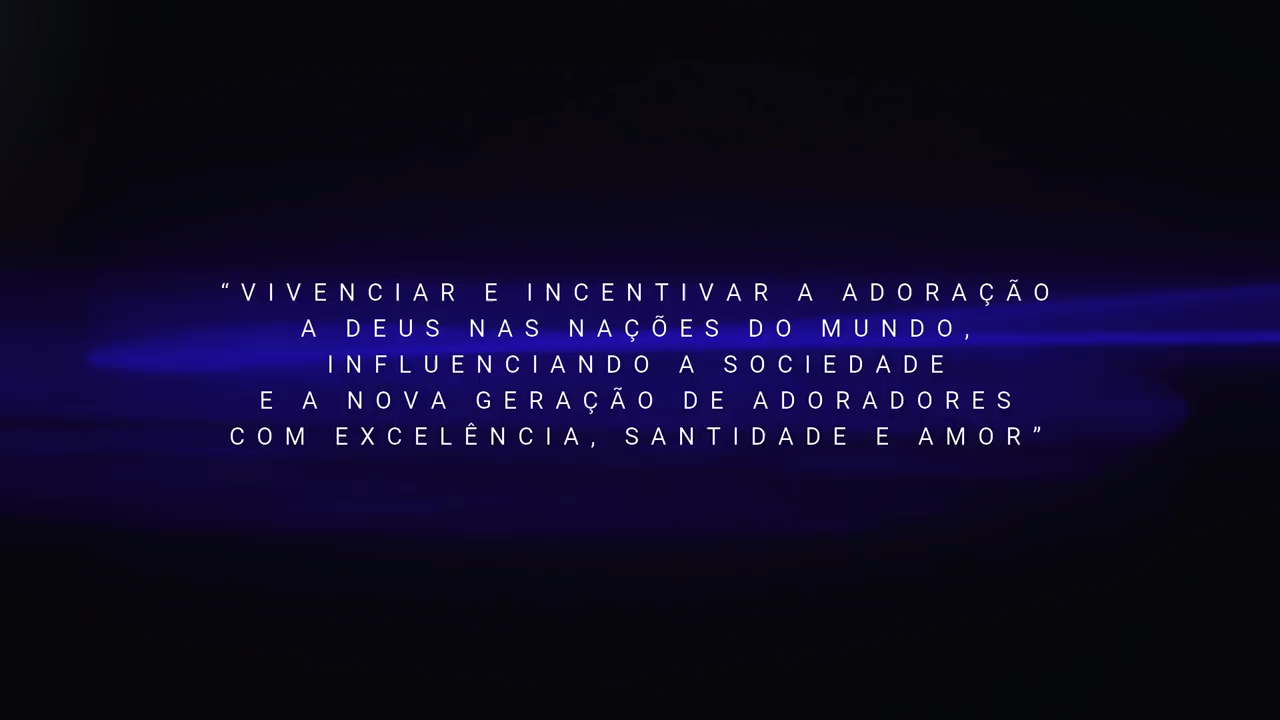 “VIVENCIAR E INCENTIVAR A ADORAÇÃO
A DEUS NAS NAÇÕES DO MUNDO,
INFLUENCIANDO A SOCIEDADE
E A NOVA GERAÇÃO DE ADORADORES
COM EXCELÊNCIA, SANTIDADE E AMOR”